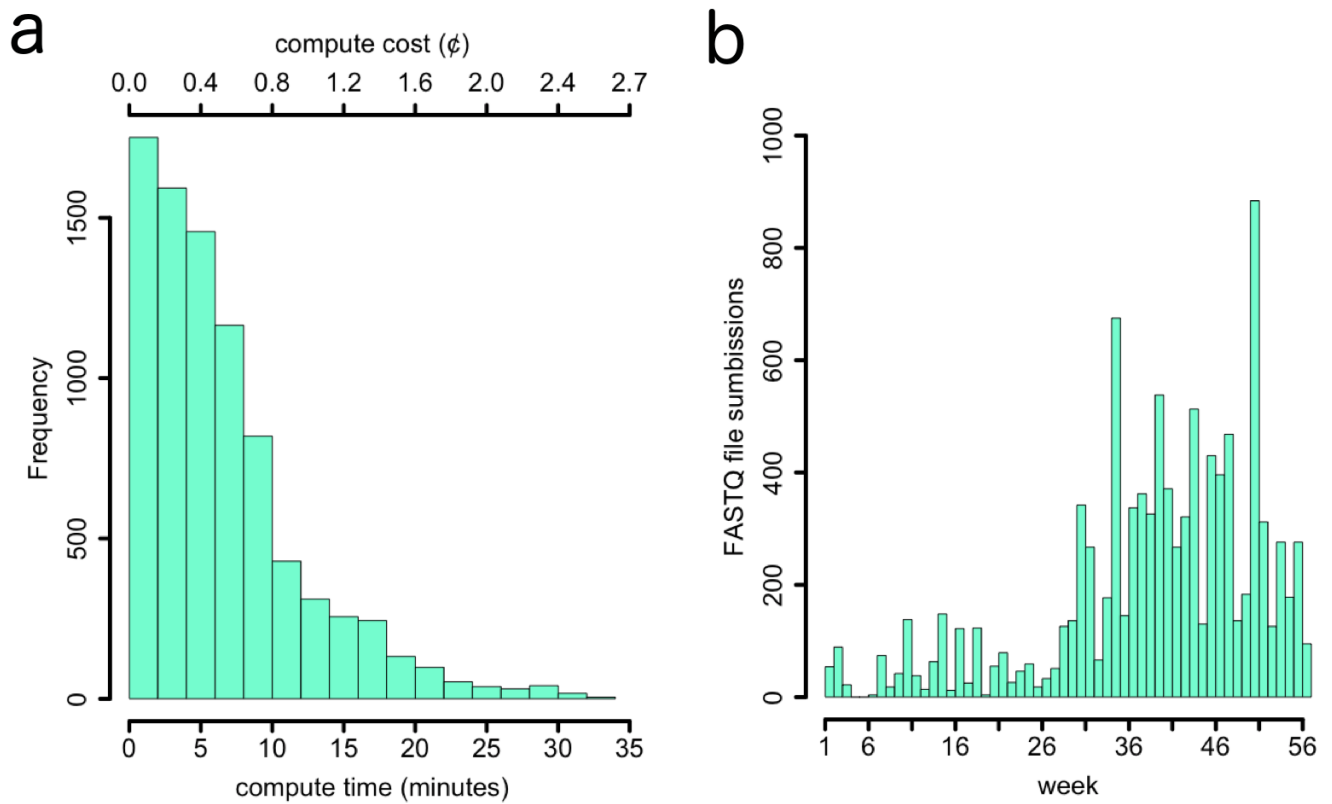 a
compute cost (¢)
0.0 0.4 0.8 1.2 1.6 2.0 2.4 2.7
Frequency
0 500 1000 1500
0 5 10 15 20 25 30 35
compute time (minutes)
b
FASTQ file sumbissions
0 200 400 600 800 1000
1 6 16 26 36 46 56
week